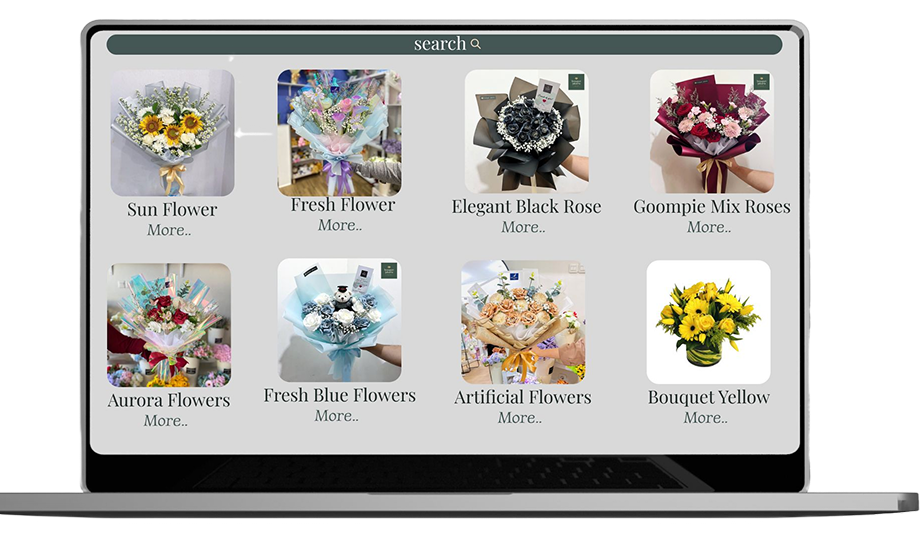 search
Sun Flower
More..
Fresh Flower
More..
Elegant Black Rose
More..
Goompie Mix Roses
More..
Aurora Flowers
More..
Fresh Blue Flowers
More..
Artificial Flowers
More..
Bouquet Yellow
More..